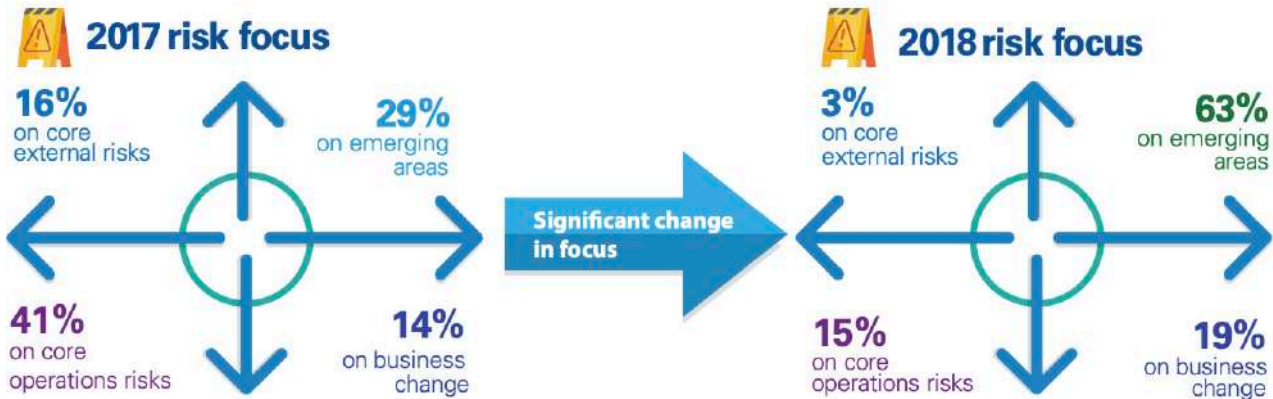 2017 risk focus
16%
on core
external risks
29%
on emerging
areas
41%
on core
operations risks
14%
on business
change
Significant change
in focus
2018 risk focus
3%
on core
external risks
63%
on emerging
areas
15%
on core
operations risks
19%
on business
change